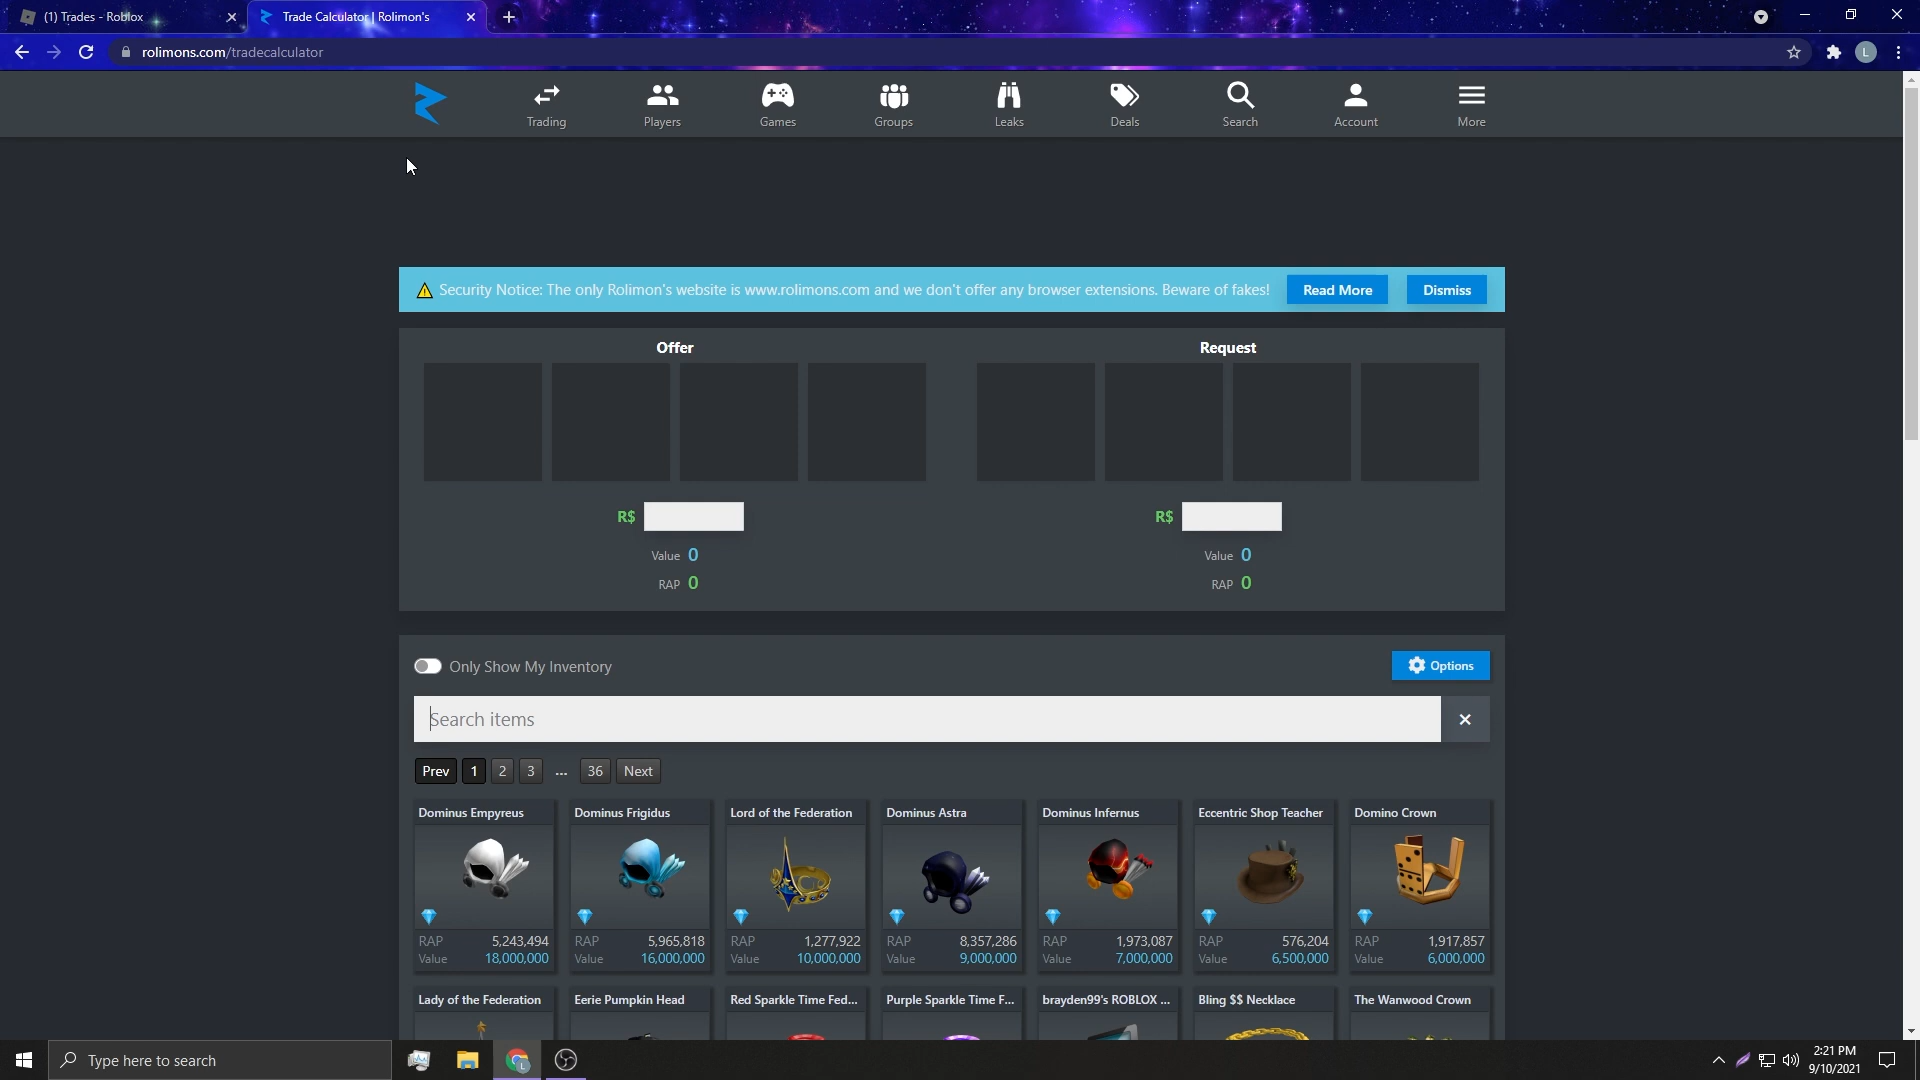 (1) Trades - Roblox
Trade Calculator | Rolimon's
rolimons.com/tradecalculator
L
Trading
Players
Games
Groups
Leaks
Deals
Search
Account
More
Security Notice: The only Rolimon's website is www.rolimons.com and we don't offer any browser extensions. Beware of fakes!
Read More
Dismiss
Offer
Request
R$
R$
Value 0
Value 0
RAP 0
RAP 0
Only Show My Inventory
Options
Search items
Prev 1 2 3 ... 36 Next
Dominus Empyreus
Dominus Frigidus
Lord of the Federation
Dominus Astra
Dominus Infernus
Eccentric Shop Teacher
Domino Crown
RAP 5,243,494
RAP 5,965,818
RAP 1,277,922
RAP 8,357,286
RAP 1,973,087
RAP 576,204
RAP 1,917,857
Value 18,000,000
Value 16,000,000
Value 10,000,000
Value 9,000,000
Value 7,000,000
Value 6,500,000
Value 6,000,000
Lady of the Federation
Eerie Pumpkin Head
Red Sparkle Time Fed...
Purple Sparkle Time F...
brayden99's ROBLOX ...
Bling $$ Necklace
The Wanwood Crown
Type here to search
2:21 PM
9/10/2021